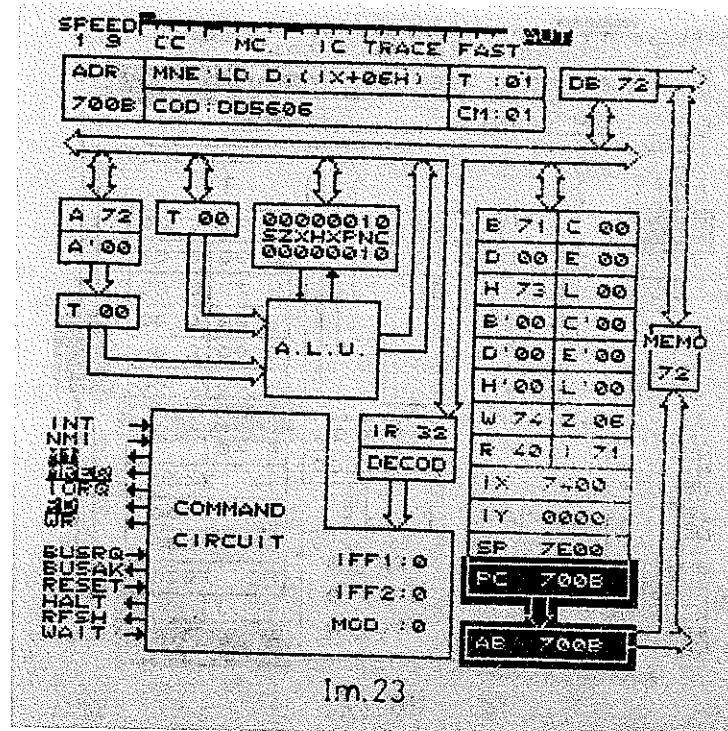 SPEED
1 9 CC MC. IC TRACE FAST
ADR MNE:LD D,(IX+06H) T :01 DB 72
700B COD:DD5606 CM:01
A 72
A'00
T 00
T 00
00000010
SZXHXPNC
00000010
A.L.U.
B 71 C 00
D 00 E 00
H 73 L 00
B'00 C'00
D'00 E'00
H'00 L'00
W 74 Z 06
R 40 I 71
IX
IY 0000
SP 7E00
PC 700B
AB 700B
MEMO
72
IR 32
DECOD
INT
NMI
IORQ
BUSRQ
BUSAK
RESET
HALT
RFSH
WAIT
COMMAND
CIRCUIT
IFF1:0
IFF2:0
MOD :0
Im.23.